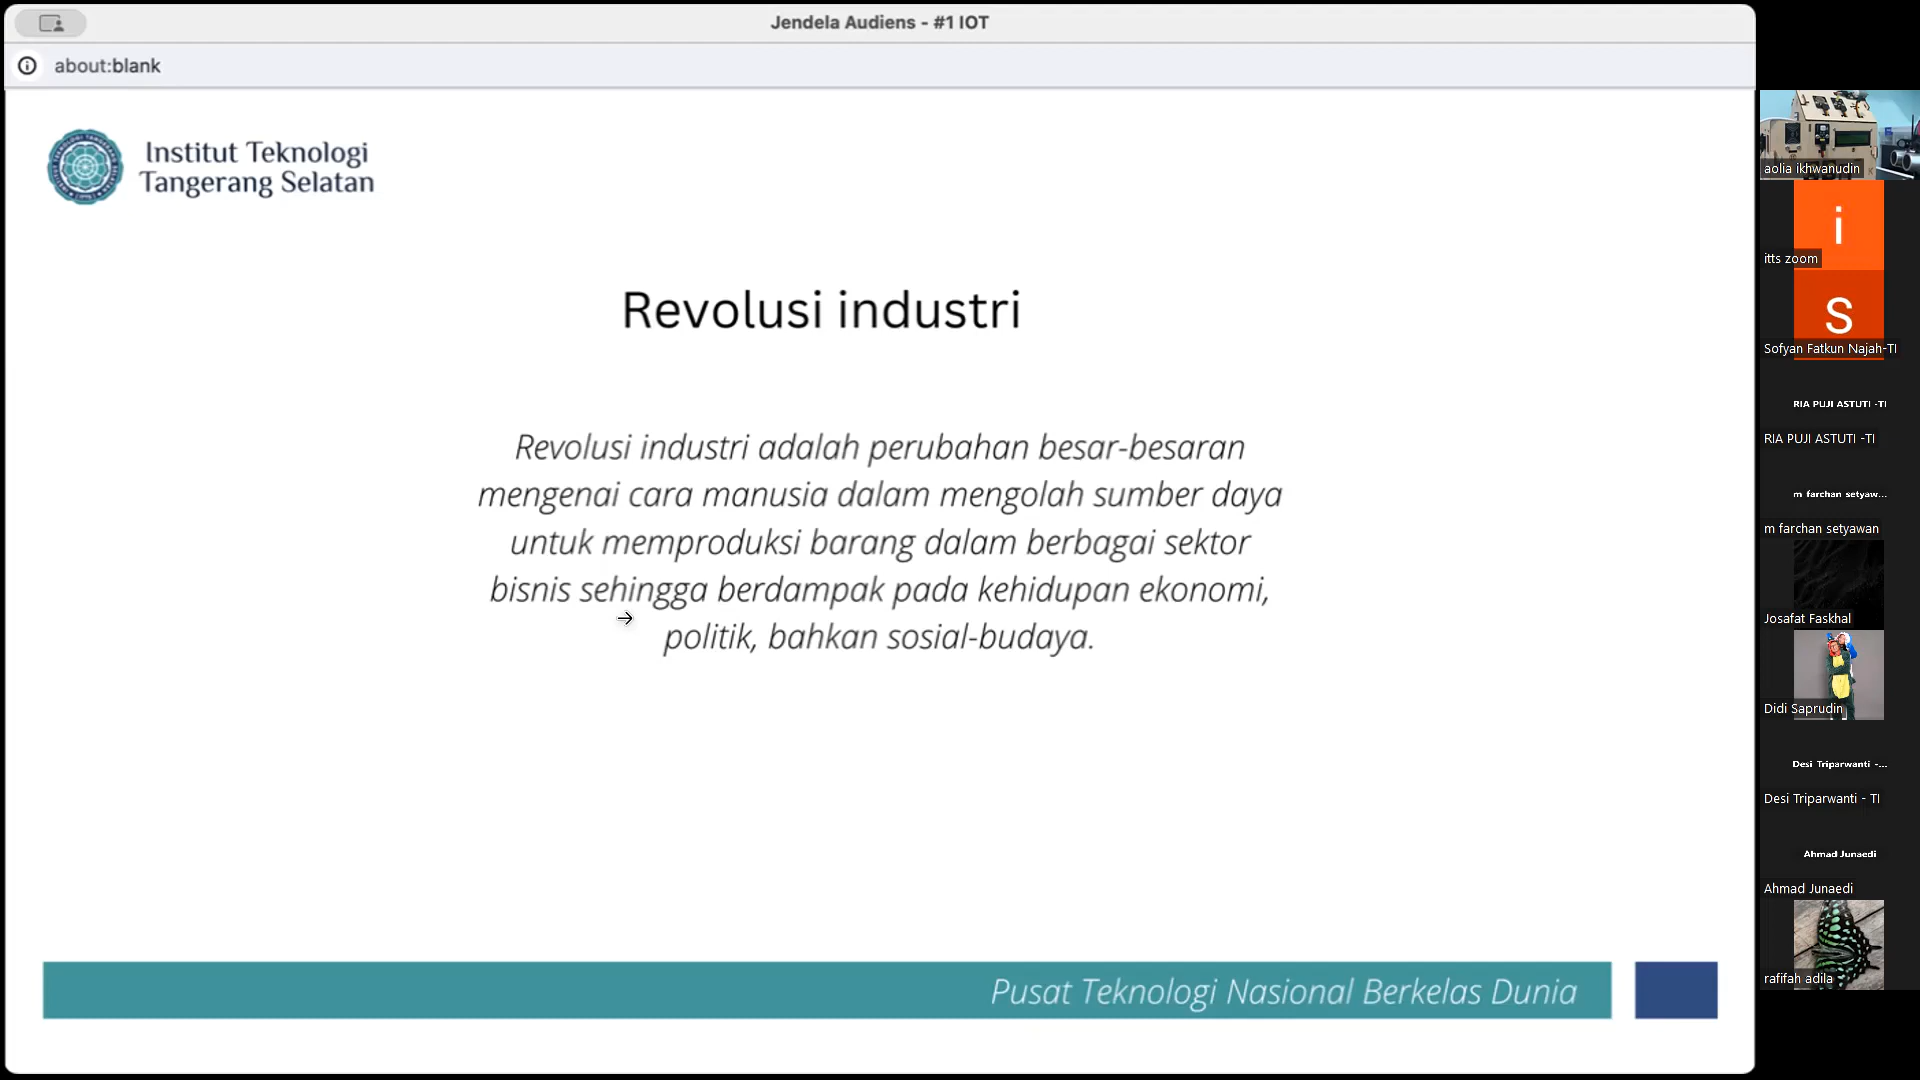 Jendela Audiens - #1 IOT
about:blank
Institut Teknologi
Tangerang Selatan
Revolusi industri
Revolusi industri adalah perubahan besar-besaran
mengenai cara manusia dalam mengolah sumber daya
untuk memproduksi barang dalam berbagai sektor
bisnis sehingga berdampak pada kehidupan ekonomi,
politik, bahkan sosial-budaya.
Pusat Teknologi Nasional Berkelas Dunia
aolia ikhwanudin
i
itts zoom
S
Sofyan Fatkun Najah-TI
RIA PUJI ASTUTI -TI
RIA PUJI ASTUTI -TI
m farchan setyaw...
m farchan setyawan
Josafat Faskhal
Didi Saprudin
Desi Triparwanti -...
Desi Triparwanti - TI
Ahmad Junaedi
Ahmad Junaedi
rafifah adila